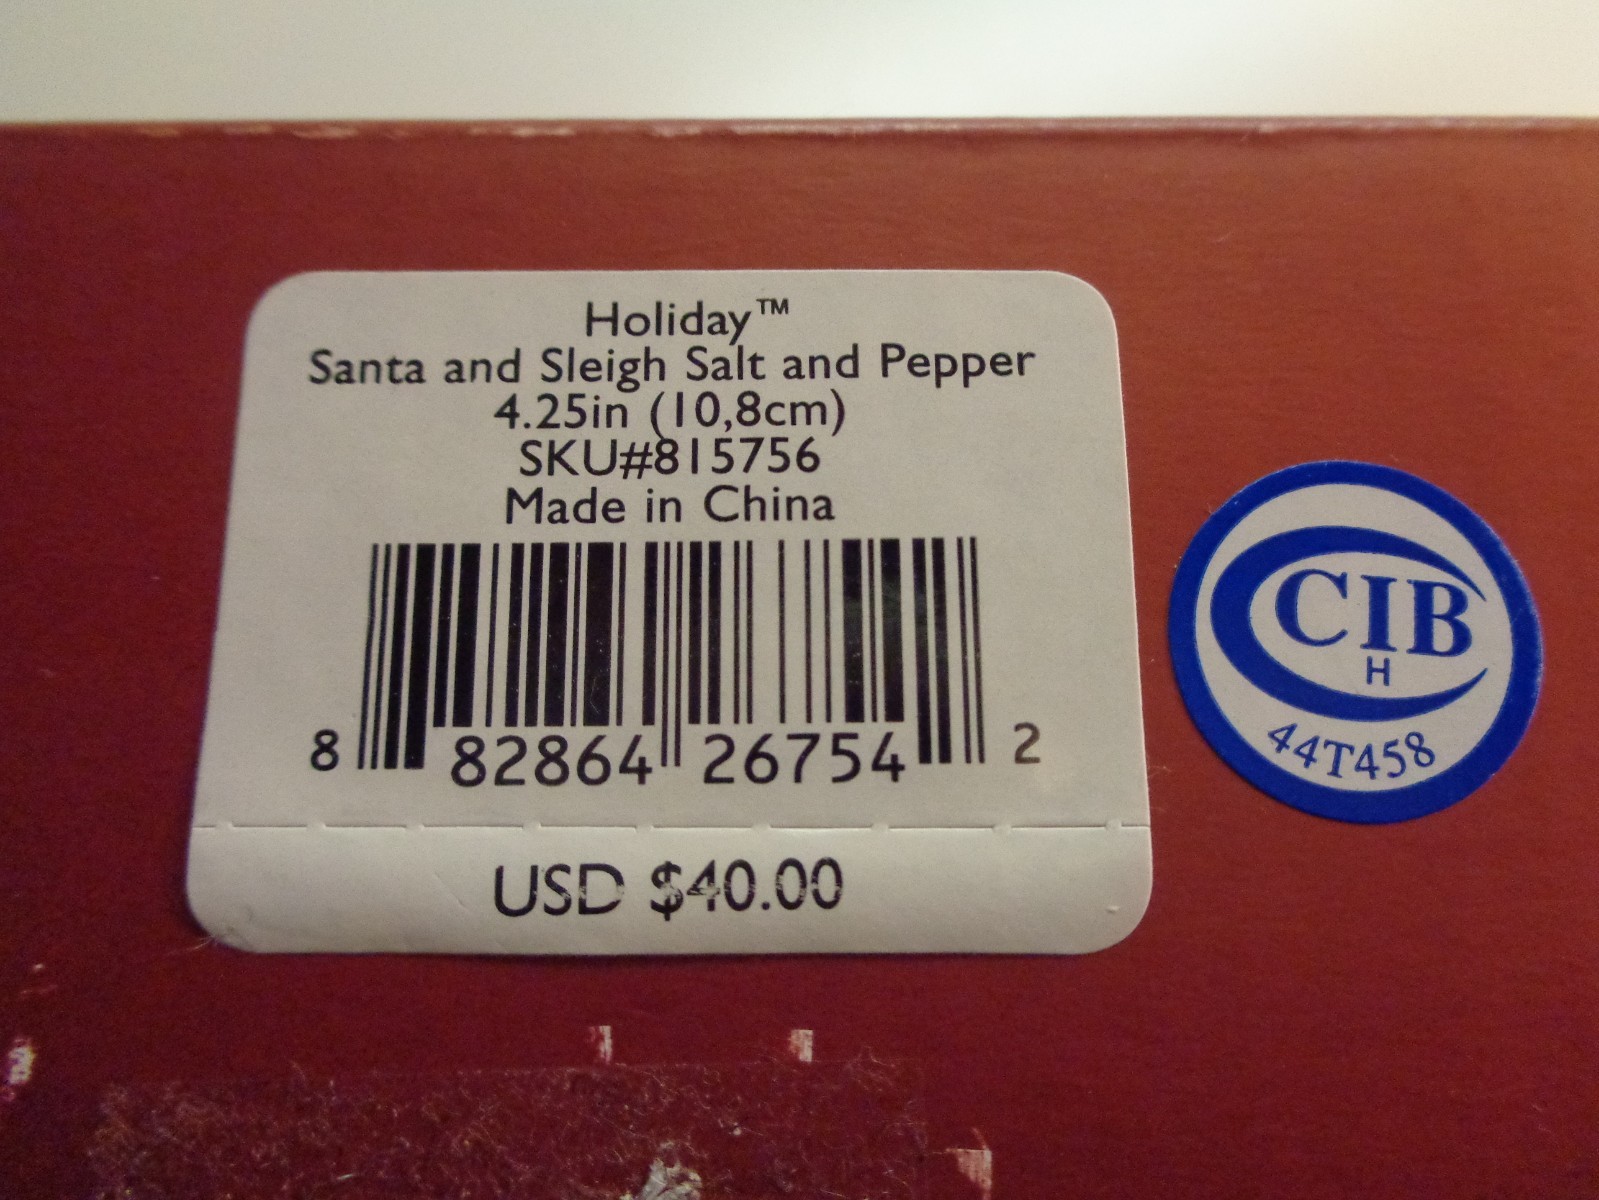 Holiday™
Santa and Sleigh Salt and Pepper
4.25in (10,8cm)
SKU#815756
Made in China
8 82864 26754 2
USD $40.00
CIB
H
44T458